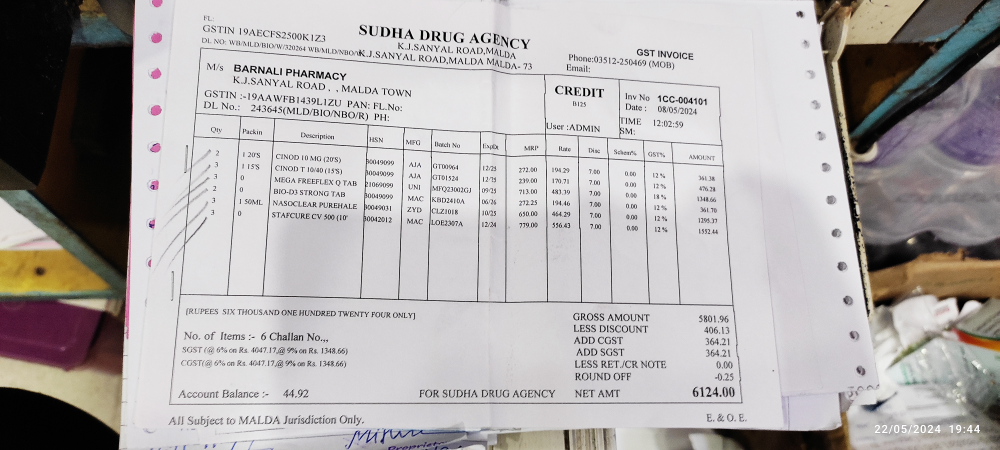 FL:
GSTIN 19AECFS2500K1Z3
SUDHA DRUG AGENCY
GST INVOICE
DL NO: WB/MLD/BIO/W/320264 WB/MLD/NBO/
K.J.SANYAL ROAD,MALDA
K.J.SANYAL ROAD,MALDA MALDA- 73
Phone:03512-250469 (MOB)
Email:
M/s BARNALI PHARMACY
K.J.SANYAL ROAD , , MALDA TOWN
GSTIN :-19AAWFB1439L1ZU PAN: FL.No:
DL No.: 243645(MLD/BIO/NBO/R) PH:
CREDIT
B125
User :ADMIN
Inv No 1CC-004101
Date : 08/05/2024
TIME 12:02:59
SM:
Qty Packin Description HSN MFG Batch No ExpDt MRP Rate Disc Schem% GST% AMOUNT
2 1 20'S CINOD 10 MG (20'S) 30049099 AJA GT00964 12/25 272.00 194.29 7.00 0.00 12 % 361.38
3 1 15'S CINOD T 10/40 (15'S) 30049099 AJA GT01524 12/25 239.00 170.71 7.00 0.00 12 % 476.28
3 0 MEGA FREEFLEX Q TAB 21069099 UNI MFQ23002GJ 09/25 713.00 483.39 7.00 0.00 18 % 1348.66
2 0 BIO-D3 STRONG TAB 30049099 MAC KBD2410A 06/26 272.25 194.46 7.00 0.00 12 % 361.70
3 1 50ML NASOCLEAR PUREHALE 30049031 ZYD CLZ1018 10/25 650.00 464.29 7.00 0.00 12 % 1295.37
3 0 STAFCURE CV 500 (10' 30042012 MAC LOE2307A 12/24 779.00 556.43 7.00 0.00 12 % 1552.44
[RUPEES SIX THOUSAND ONE HUNDRED TWENTY FOUR ONLY]
No. of Items :- 6 Challan No.,,
SGST (@ 6% on Rs. 4047.17,@ 9% on Rs. 1348.66)
CGST(@ 6% on Rs. 4047.17,@ 9% on Rs. 1348.66)
GROSS AMOUNT 5801.96
LESS DISCOUNT 406.13
ADD CGST 364.21
ADD SGST 364.21
LESS RET./CR NOTE 0.00
ROUND OFF -0.25
Account Balance :- 44.92 FOR SUDHA DRUG AGENCY NET AMT 6124.00
All Subject to MALDA Jurisdiction Only. E. & O. E.
22/05/2024 19:44